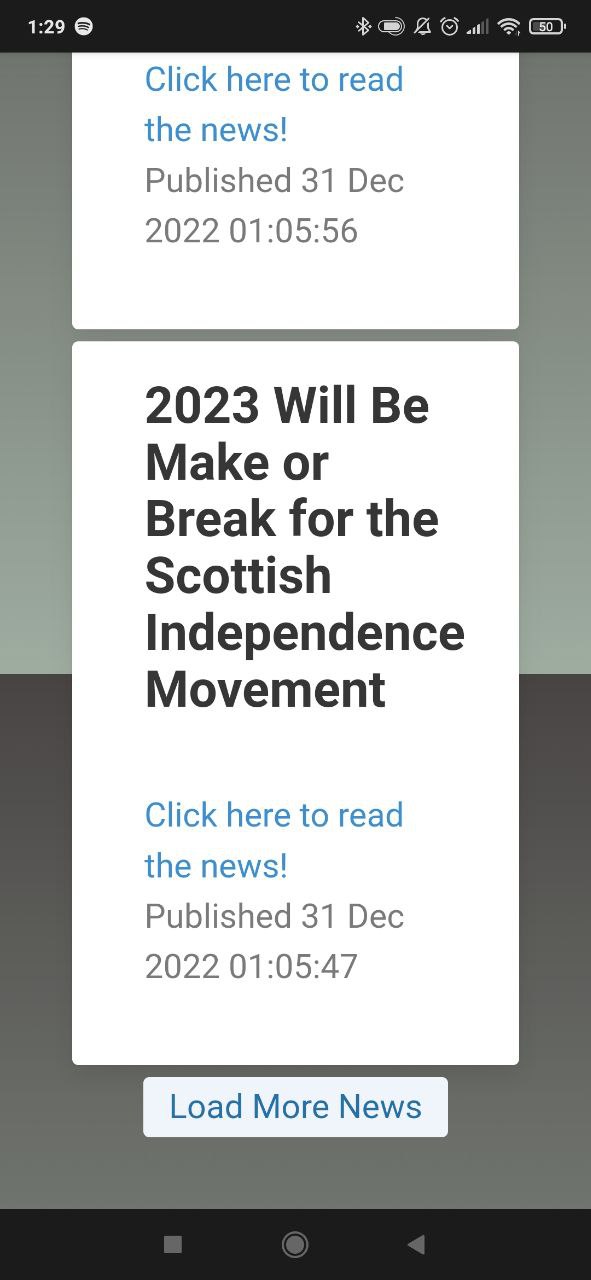 1:29 50
Click here to read
the news!
Published 31 Dec
2022 01:05:56
2023 Will Be
Make or
Break for the
Scottish
Independence
Movement
Click here to read
the news!
Published 31 Dec
2022 01:05:47
Load More News